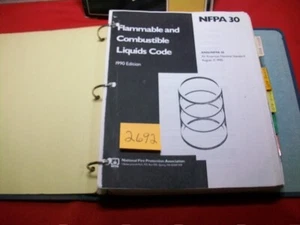 NFPA 30
Flammable and
Combustible
Liquids Code
1990 Edition
2692
National Fire Protection Association